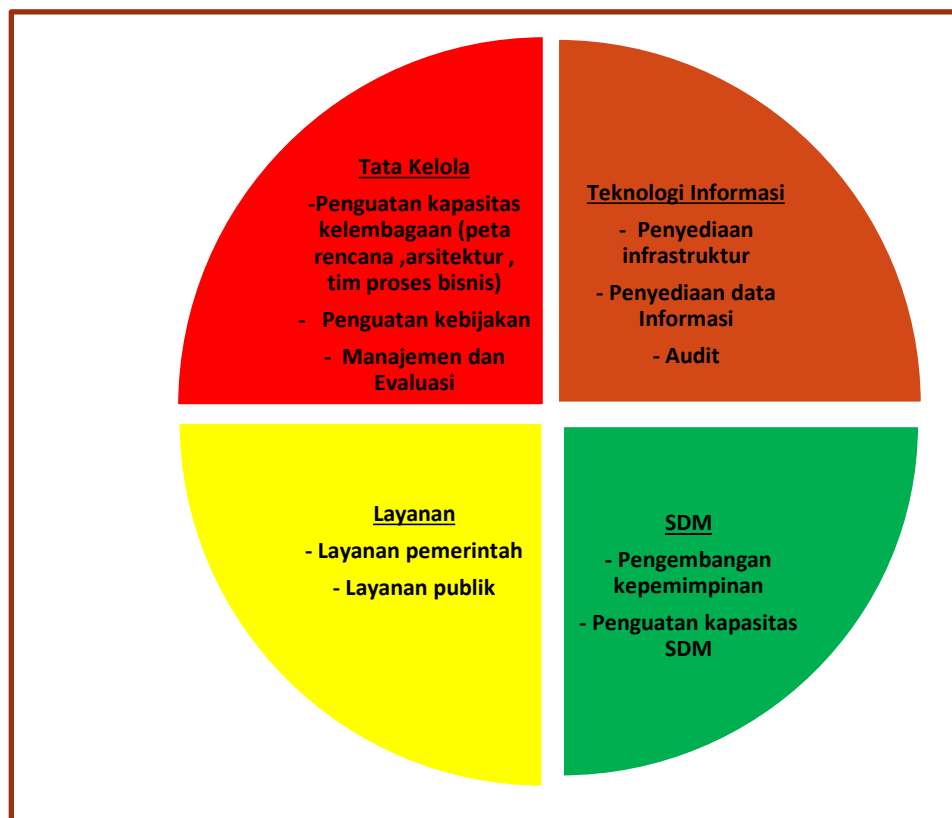 Tata Kelola
-Penguatan kapasitas
kelembagaan (peta
rencana ,arsitektur ,
tim proses bisnis)
- Penguatan kebijakan
- Manajemen dan
Evaluasi
Teknologi Informasi
- Penyediaan
infrastruktur
- Penyediaan data
Informasi
- Audit
Layanan
- Layanan pemerintah
- Layanan publik
SDM
- Pengembangan
kepemimpinan
- Penguatan kapasitas
SDM